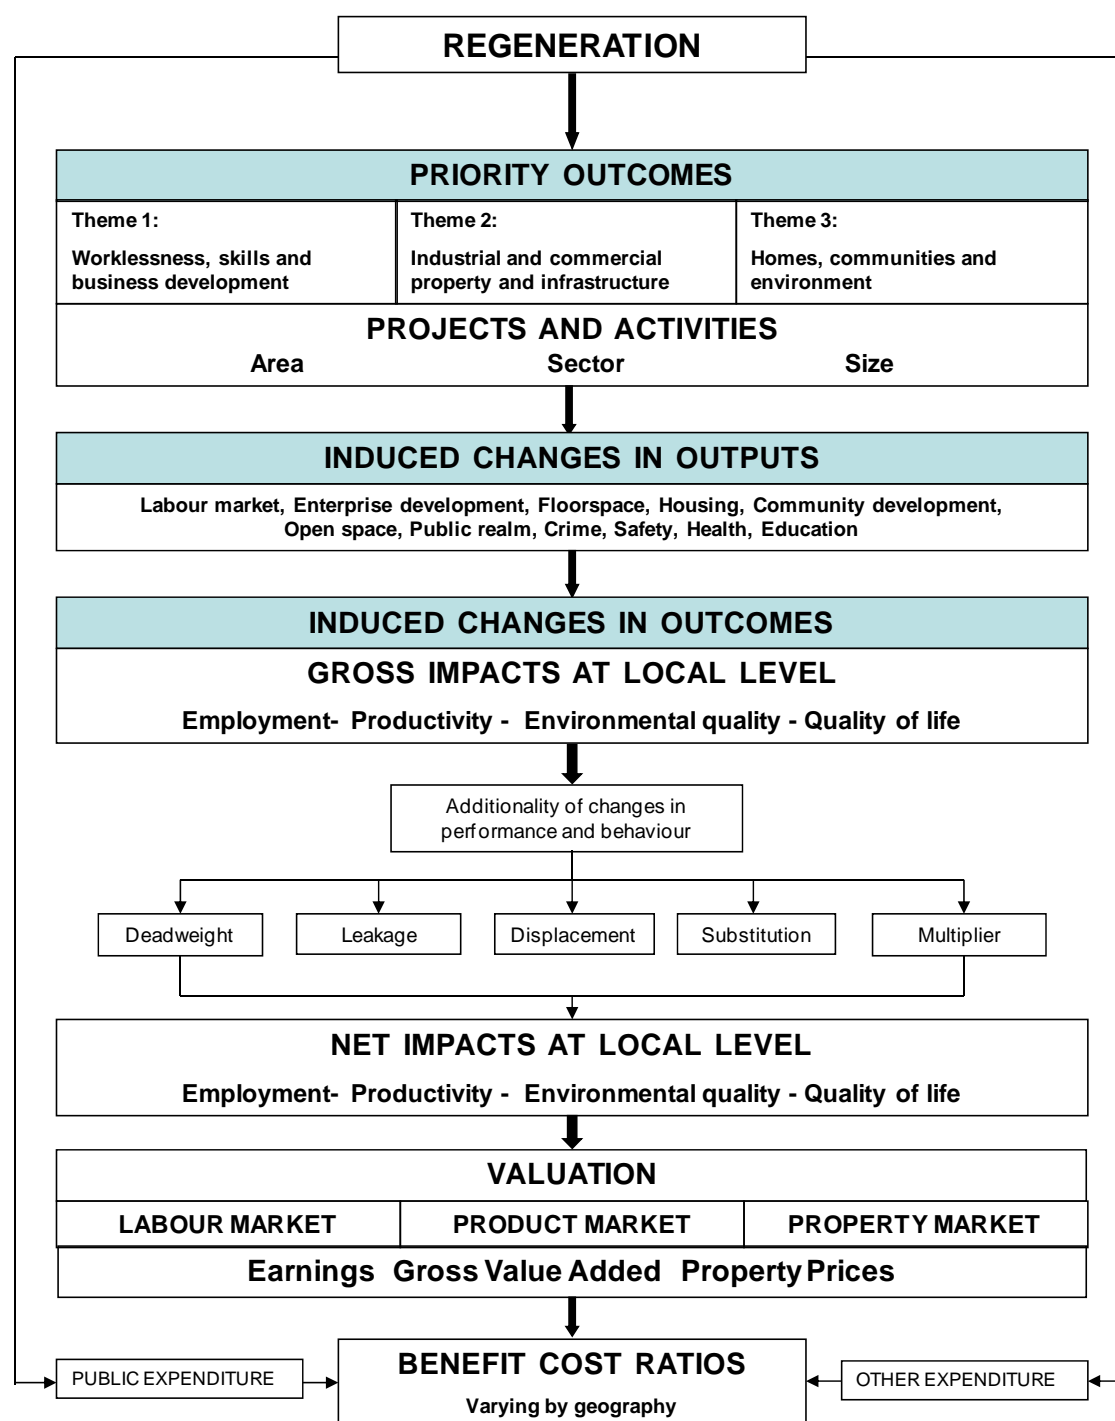 REGENERATION
PRIORITY OUTCOMES
Theme 1:
Worklessness, skills and
business development
Theme 2:
Industrial and commercial
property and infrastructure
Theme 3:
Homes, communities and
environment
PROJECTS AND ACTIVITIES
Area Sector Size
INDUCED CHANGES IN OUTPUTS
Labour market, Enterprise development, Floorspace, Housing, Community development,
Open space, Public realm, Crime, Safety, Health, Education
INDUCED CHANGES IN OUTCOMES
GROSS IMPACTS AT LOCAL LEVEL
Employment- Productivity - Environmental quality - Quality of life
Additionality of changes in
performance and behaviour
Deadweight
Leakage
Displacement
Substitution
Multiplier
NET IMPACTS AT LOCAL LEVEL
Employment- Productivity - Environmental quality - Quality of life
VALUATION
LABOUR MARKET
PRODUCT MARKET
PROPERTY MARKET
Earnings Gross Value Added Property Prices
PUBLIC EXPENDITURE
BENEFIT COST RATIOS
Varying by geography
OTHER EXPENDITURE